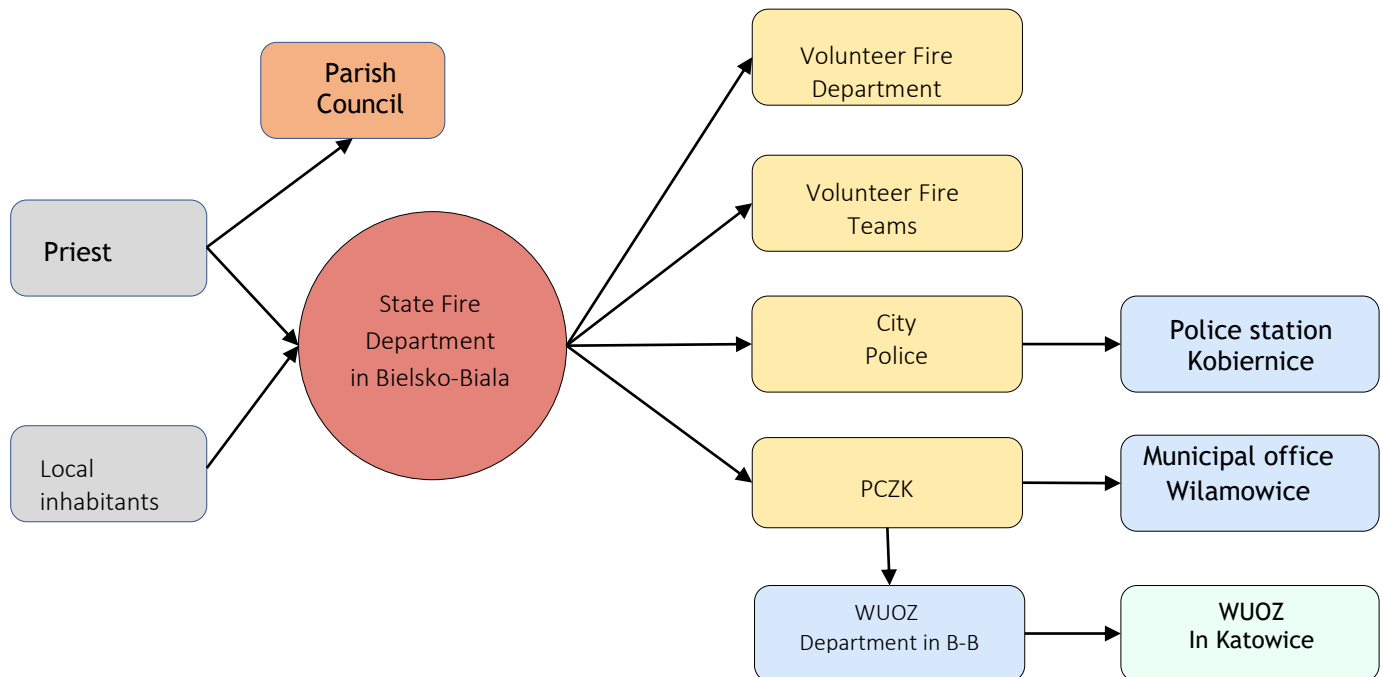 Parish
Council
Priest
Local
inhabitants
State Fire
Department
in Bielsko-Biala
Volunteer Fire
Department
Volunteer Fire
Teams
City
Police
Police station
Kobiernice
PCZK
Municipal office
Wilamowice
WUOZ
Department in B-B
WUOZ
In Katowice